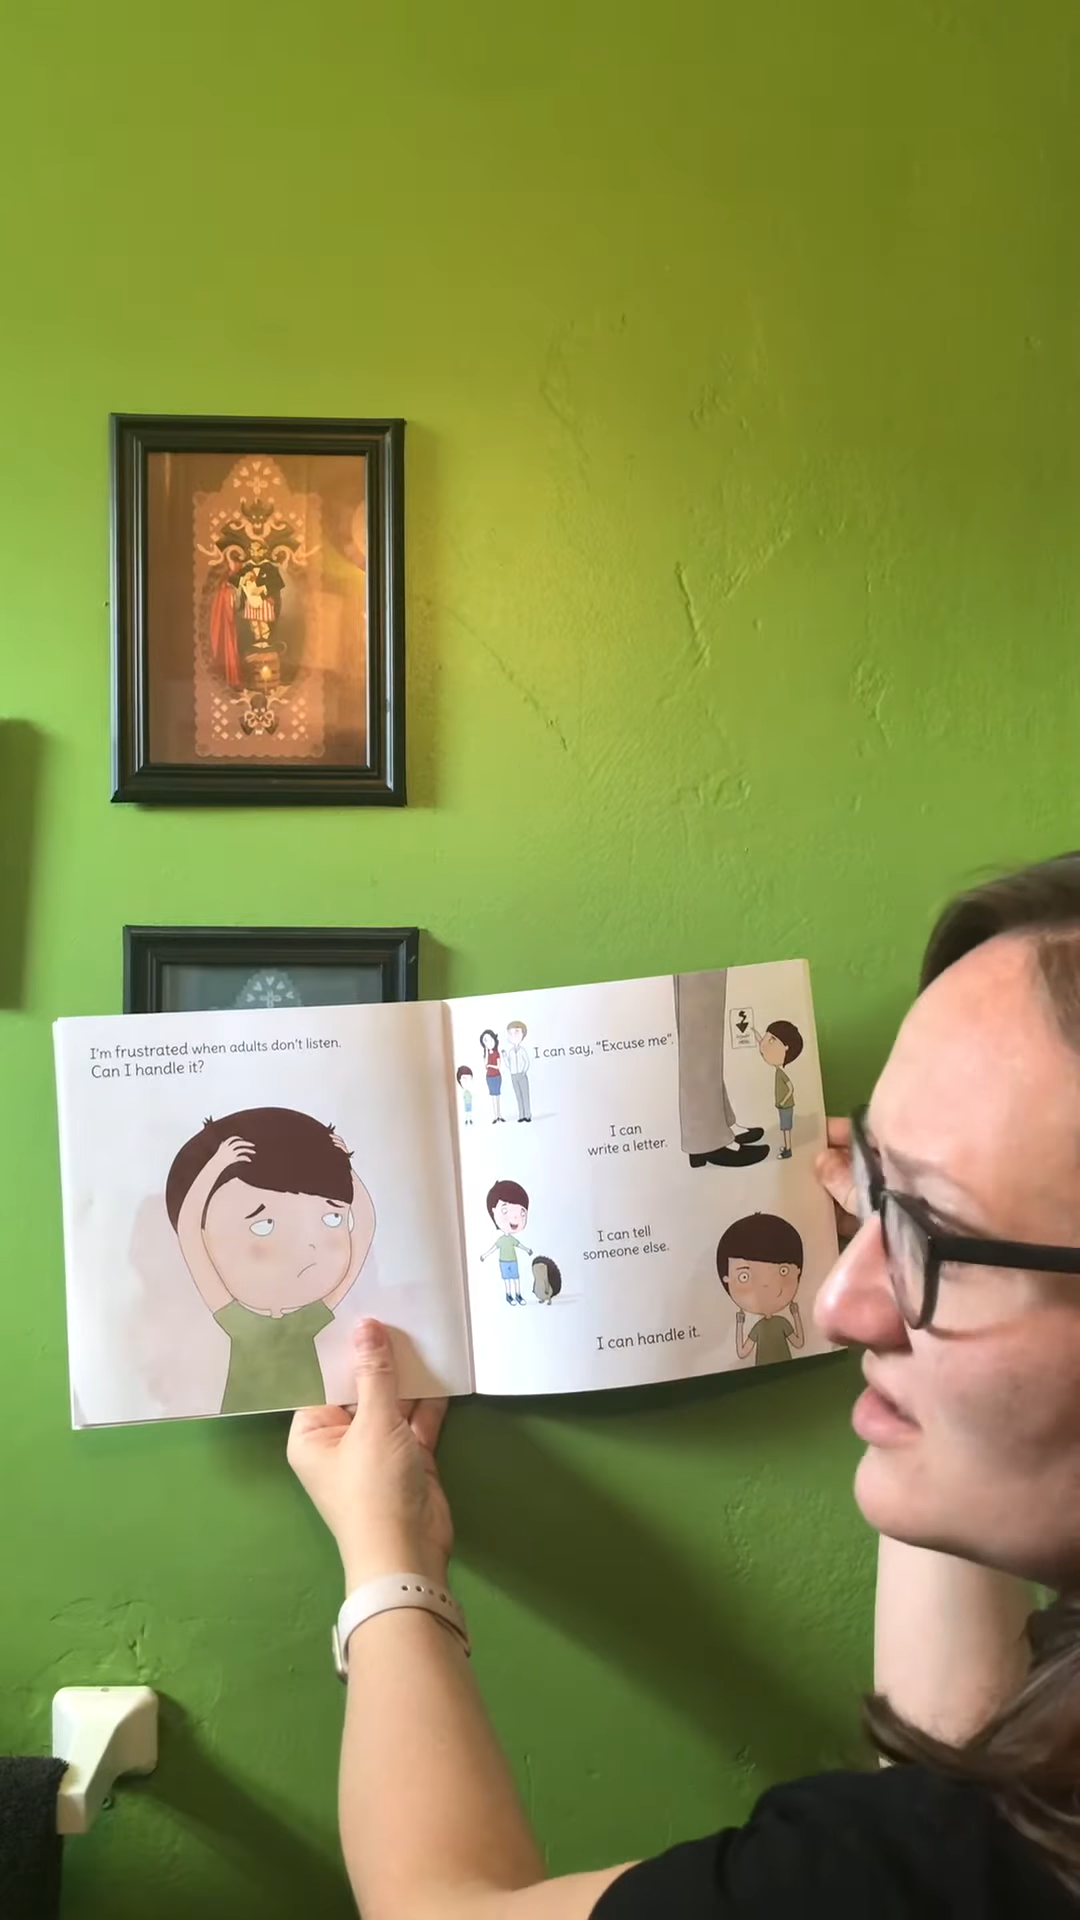 I'm frustrated when adults don't listen.
Can I handle it?
I can say, "Excuse me".
I can
write a letter.
I can tell
someone else.
I can handle it.